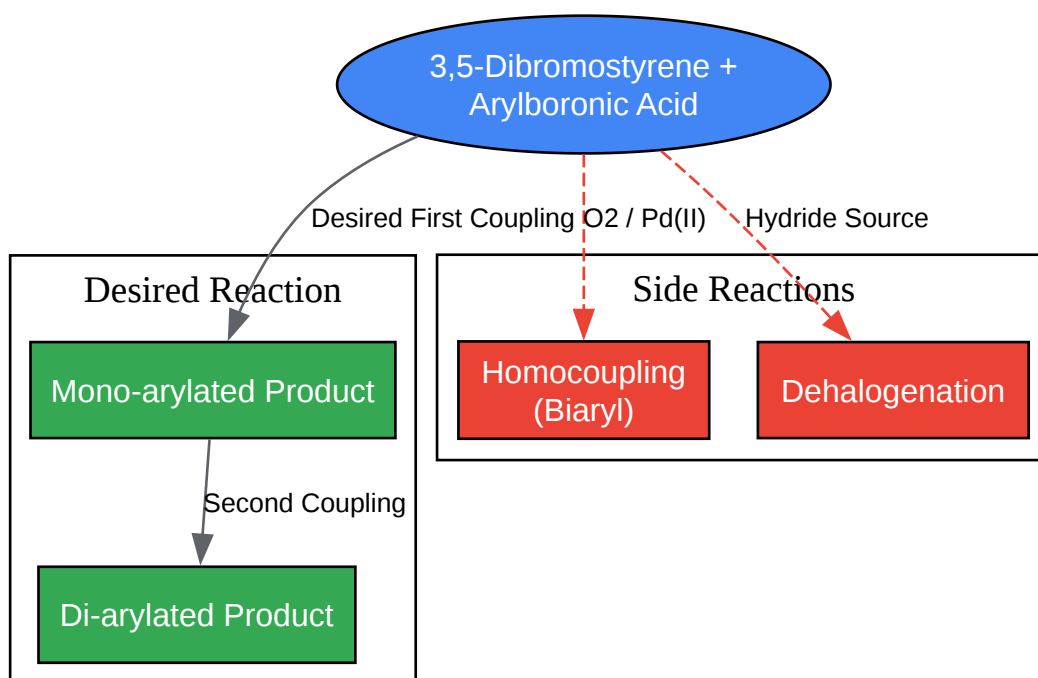 3,5-Dibromostyrene +
Arylboronic Acid
Desired First Coupling
O2 / Pd(II)
Hydride Source
Desired Reaction
Side Reactions
Mono-arylated Product
Homocoupling
(Biaryl)
Dehalogenation
Second Coupling
Di-arylated Product